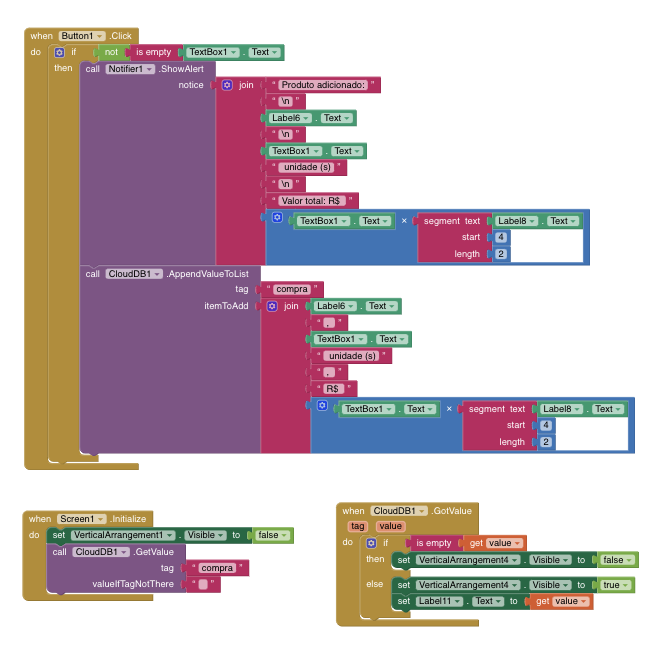 when Button1 .Click
do if not is empty TextBox1 . Text
then call Notifier1 .ShowAlert
notice join " Produto adicionado: "
" \n "
Label6 . Text
" \n "
TextBox1 . Text
" unidade (s) "
" \n "
" Valor total: R$ "
TextBox1 . Text × segment text Label8 . Text
start 4
length 2
call CloudDB1 .AppendValueToList
tag " compra "
itemToAdd join Label6 . Text
" , "
TextBox1 . Text
" unidade (s) "
" , "
" R$ "
TextBox1 . Text × segment text Label8 . Text
start 4
length 2
when Screen1 .Initialize
do set VerticalArrangement1 . Visible to false
call CloudDB1 .GetValue
tag " compra "
valueIfTagNotThere " "
when CloudDB1 .GotValue
tag value
do if is empty get value
then set VerticalArrangement4 . Visible to false
else set VerticalArrangement4 . Visible to true
set Label11 . Text to get value